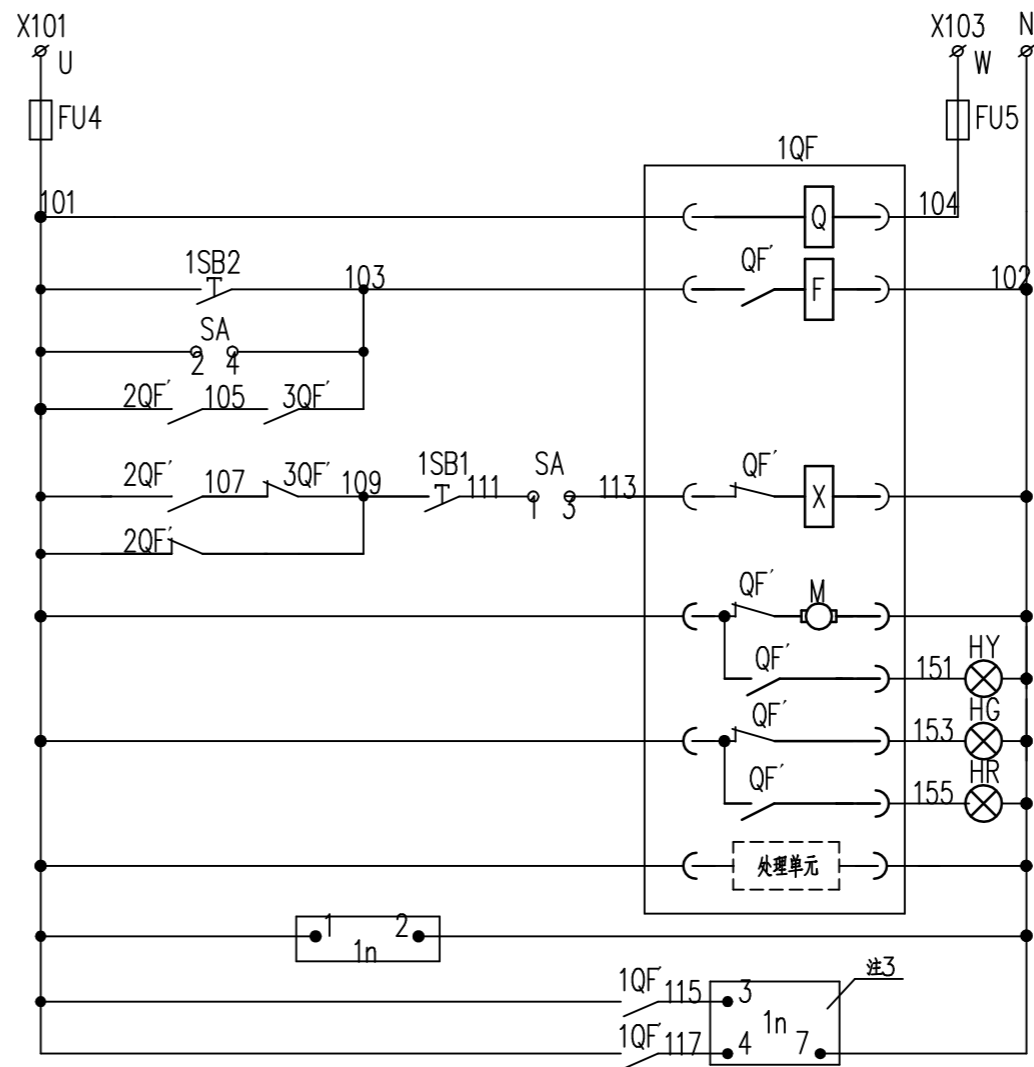 X101 X103 N
U W
FU4 FU5
1QF
101 Q 104
1SB2 103 QF′ F 102
SA
2 4
2QF′ 105 3QF′
2QF′ 107 3QF′ 109 1SB1 111 SA 113 QF′ X
1 3
2QF′
QF′ M
QF′ 151 HY
QF′ 153 HG
QF′ 155 HR
处理单元
1 2
1n
注3
1QF′ 115 3
1n
1QF′ 117 4 7